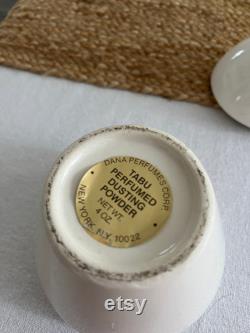 DANA PERFUMES CORP
TABU
PERFUMED
DUSTING
POWDER
NET WT.
4 OZ.
NEW YORK, N.Y. 10022
Etsy